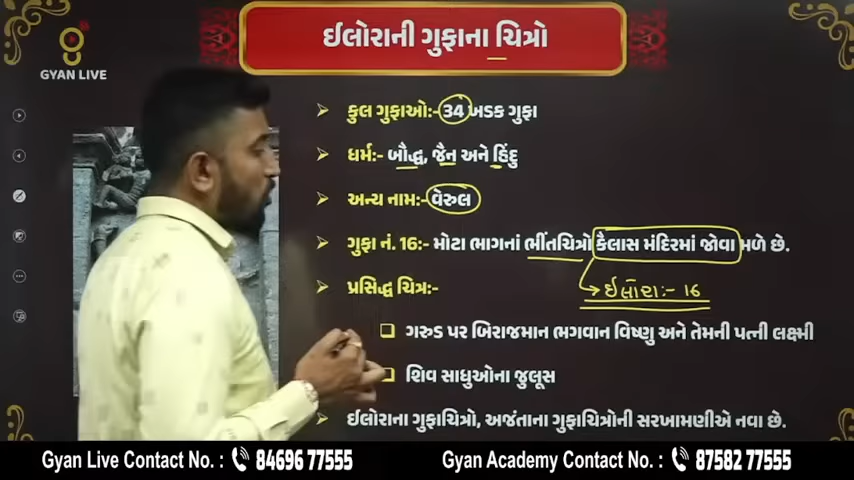 ઈલોરાની ગુફાના ચિત્રો
GYAN LIVE
કુલ ગુફાઓ:- 34 ખડક ગુફા
ધર્મ:- બૌદ્ધ, જૈન અને હિંદુ
અન્ય નામ:- વેરુલ
ગુફા નં. 16:- મોટા ભાગનાં ભીંતચિત્રો કૈલાસ મંદિરમાં જોવા મળે છે.
ઈલોરા:- 16
પ્રસિદ્ધ ચિત્ર:-
ગરુડ પર બિરાજમાન ભગવાન વિષ્ણુ અને તેમની પત્ની લક્ષ્મી
શિવ સાધુઓના જુલૂસ
ઈલોરાના ગુફાચિત્રો, અજંતાના ગુફાચિત્રોની સરખામણીએ નવા છે.
Gyan Live Contact No. : 84696 77555 Gyan Academy Contact No. : 87582 77555